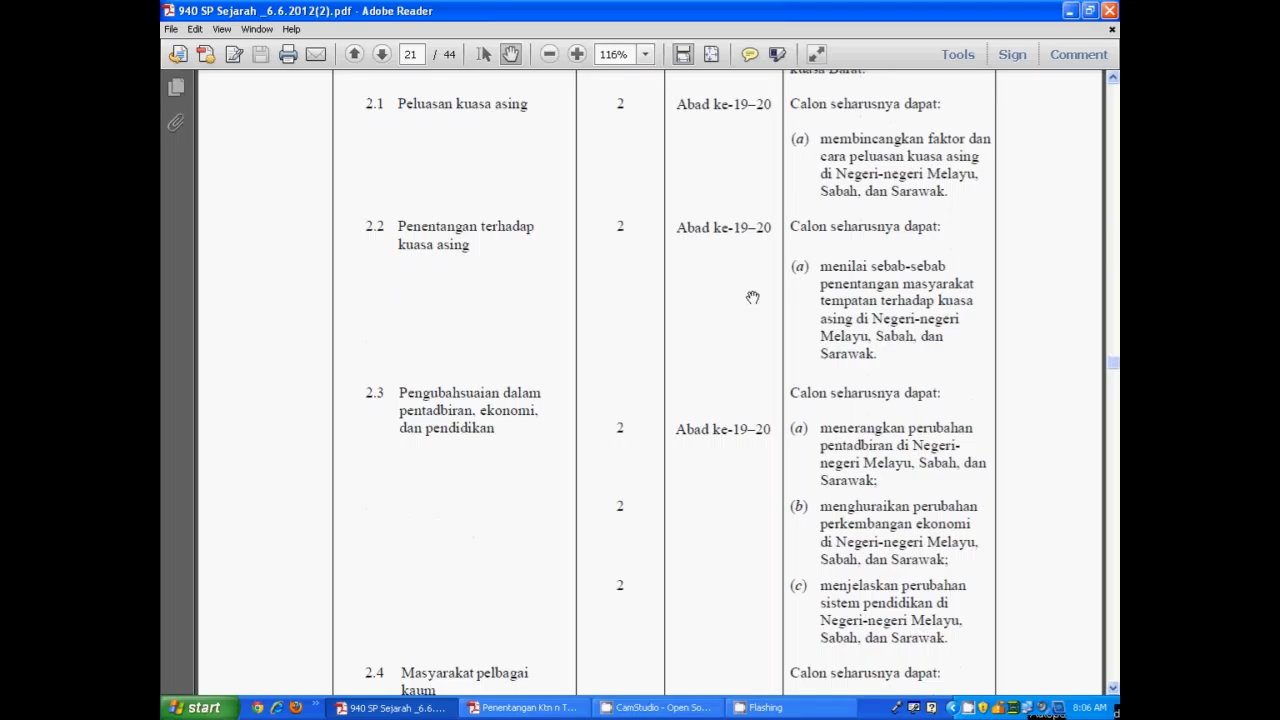 940 SP Sejarah _6.6.2012(2).pdf - Adobe Reader
File Edit View Window Help
21 / 44 116% Tools Sign Comment
kuasa Barat.
2.1 Peluasan kuasa asing 2 Abad ke-19–20 Calon seharusnya dapat:
(a) membincangkan faktor dan
cara peluasan kuasa asing
di Negeri-negeri Melayu,
Sabah, dan Sarawak.
2.2 Penentangan terhadap 2 Abad ke-19–20 Calon seharusnya dapat:
kuasa asing
(a) menilai sebab-sebab
penentangan masyarakat
tempatan terhadap kuasa
asing di Negeri-negeri
Melayu, Sabah, dan
Sarawak.
2.3 Pengubahsuaian dalam Calon seharusnya dapat:
pentadbiran, ekonomi,
dan pendidikan 2 Abad ke-19–20 (a) menerangkan perubahan
pentadbiran di Negeri-
negeri Melayu, Sabah, dan
Sarawak;
2 (b) menghuraikan perubahan
perkembangan ekonomi
di Negeri-negeri Melayu,
Sabah, dan Sarawak;
2 (c) menjelaskan perubahan
sistem pendidikan di
Negeri-negeri Melayu,
Sabah, dan Sarawak.
2.4 Masyarakat pelbagai Calon seharusnya dapat:
kaum
start 940 SP Sejarah _6.6.... Penentangan Ktn n T... CamStudio - Open So... Flashing 8:06 AM